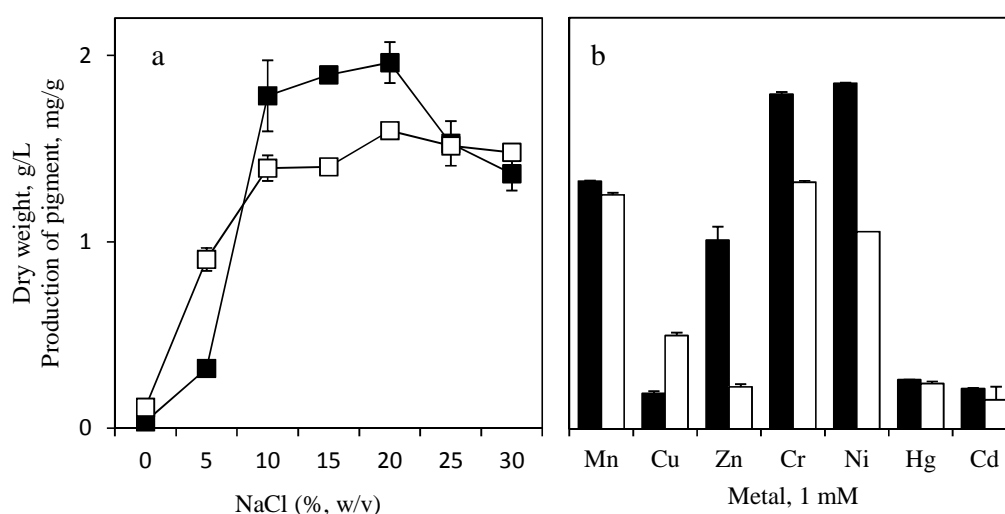 Dry weight, g/L
Production of pigment, mg/g
2
1
0
a
0 5 10 15 20 25 30
NaCl (%, w/v)
b
Mn Cu Zn Cr Ni Hg Cd
Metal, 1 mM